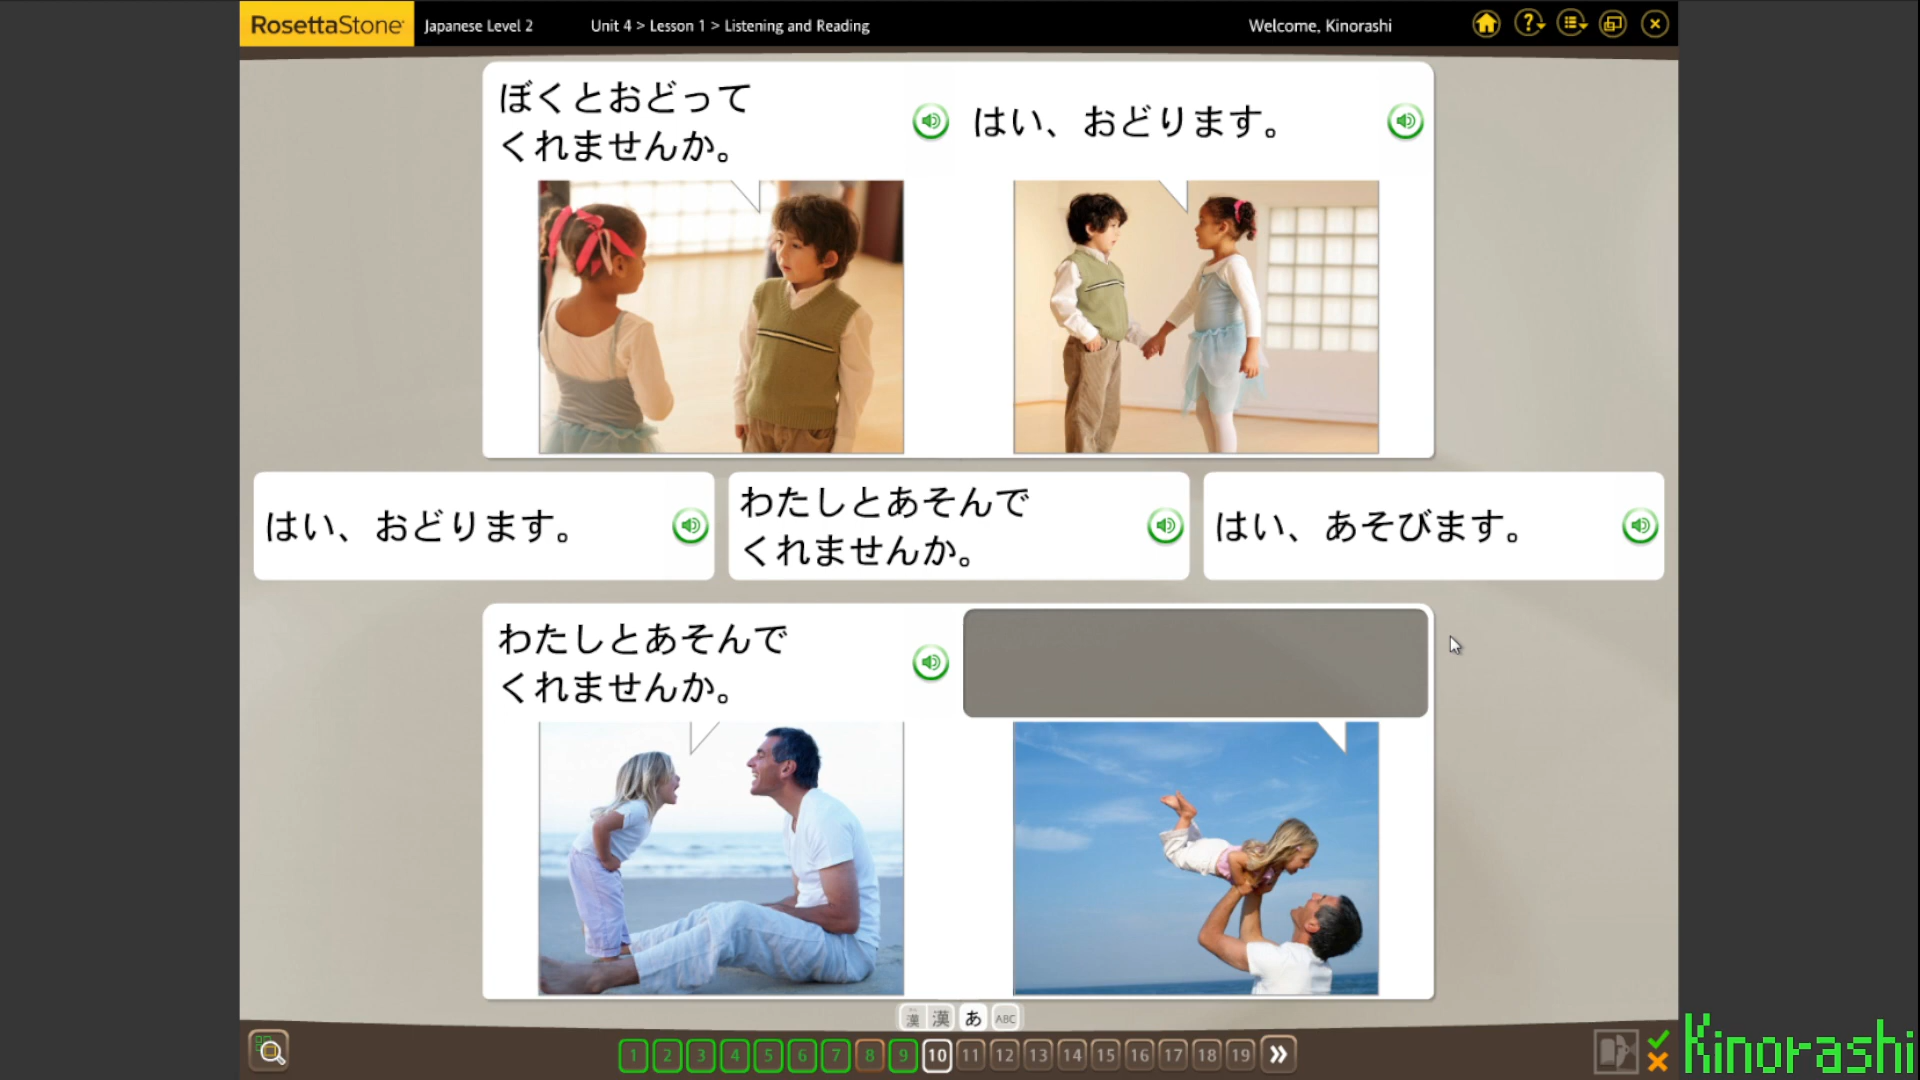 RosettaStone
Japanese Level 2
Unit 4 > Lesson 1 > Listening and Reading
Welcome, Kinorashi
ぼくとおどって
くれませんか。
はい、おどります。
はい、おどります。
わたしとあそんで
くれませんか。
はい、あそびます。
わたしとあそんで
くれませんか。
漢 漢 あ ABC
1 2 3 4 5 6 7 8 9 10 11 12 13 14 15 16 17 18 19
Kinorashi